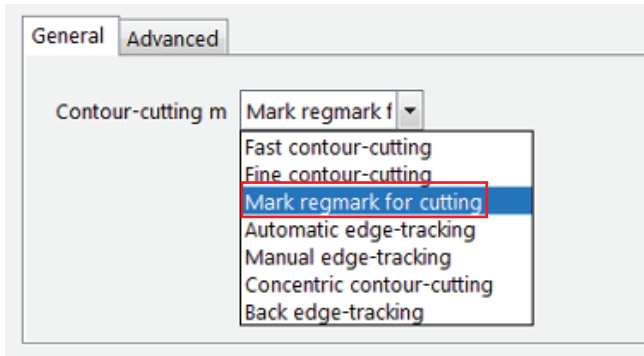 General Advanced
Contour-cutting m Mark regmark f
Fast contour-cutting
Fine contour-cutting
Mark regmark for cutting
Automatic edge-tracking
Manual edge-tracking
Concentric contour-cutting
Back edge-tracking